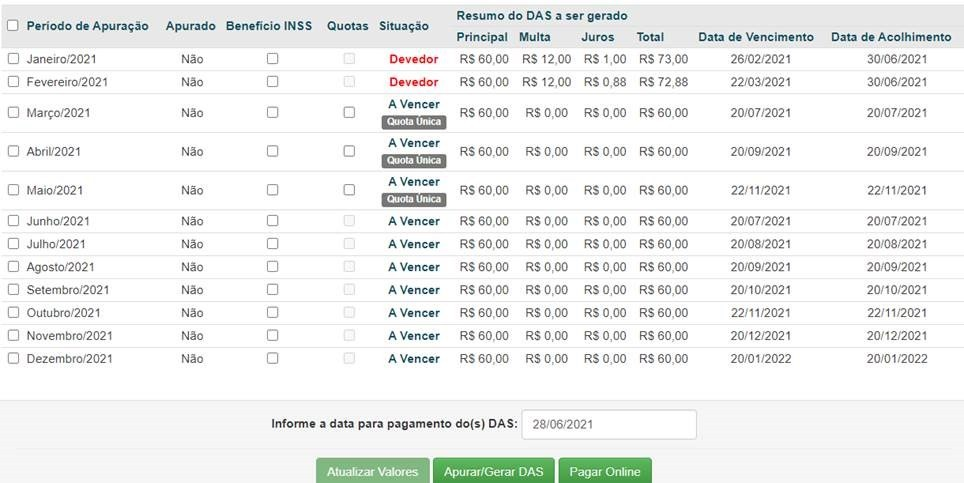 Resumo do DAS a ser gerado
Período de Apuração Apurado Benefício INSS Quotas Situação Principal Multa Juros Total Data de Vencimento Data de Acolhimento
Janeiro/2021 Não Devedor R$ 60,00 R$ 12,00 R$ 1,00 R$ 73,00 26/02/2021 30/06/2021
Fevereiro/2021 Não Devedor R$ 60,00 R$ 12,00 R$ 0,88 R$ 72,88 22/03/2021 30/06/2021
Março/2021 Não A Vencer R$ 60,00 R$ 0,00 R$ 0,00 R$ 60,00 20/07/2021 20/07/2021
Quota Única
Abril/2021 Não A Vencer R$ 60,00 R$ 0,00 R$ 0,00 R$ 60,00 20/09/2021 20/09/2021
Quota Única
Maio/2021 Não A Vencer R$ 60,00 R$ 0,00 R$ 0,00 R$ 60,00 22/11/2021 22/11/2021
Quota Única
Junho/2021 Não A Vencer R$ 60,00 R$ 0,00 R$ 0,00 R$ 60,00 20/07/2021 20/07/2021
Julho/2021 Não A Vencer R$ 60,00 R$ 0,00 R$ 0,00 R$ 60,00 20/08/2021 20/08/2021
Agosto/2021 Não A Vencer R$ 60,00 R$ 0,00 R$ 0,00 R$ 60,00 20/09/2021 20/09/2021
Setembro/2021 Não A Vencer R$ 60,00 R$ 0,00 R$ 0,00 R$ 60,00 20/10/2021 20/10/2021
Outubro/2021 Não A Vencer R$ 60,00 R$ 0,00 R$ 0,00 R$ 60,00 22/11/2021 22/11/2021
Novembro/2021 Não A Vencer R$ 60,00 R$ 0,00 R$ 0,00 R$ 60,00 20/12/2021 20/12/2021
Dezembro/2021 Não A Vencer R$ 60,00 R$ 0,00 R$ 0,00 R$ 60,00 20/01/2022 20/01/2022
Informe a data para pagamento do(s) DAS: 28/06/2021
Atualizar Valores Apurar/Gerar DAS Pagar Online